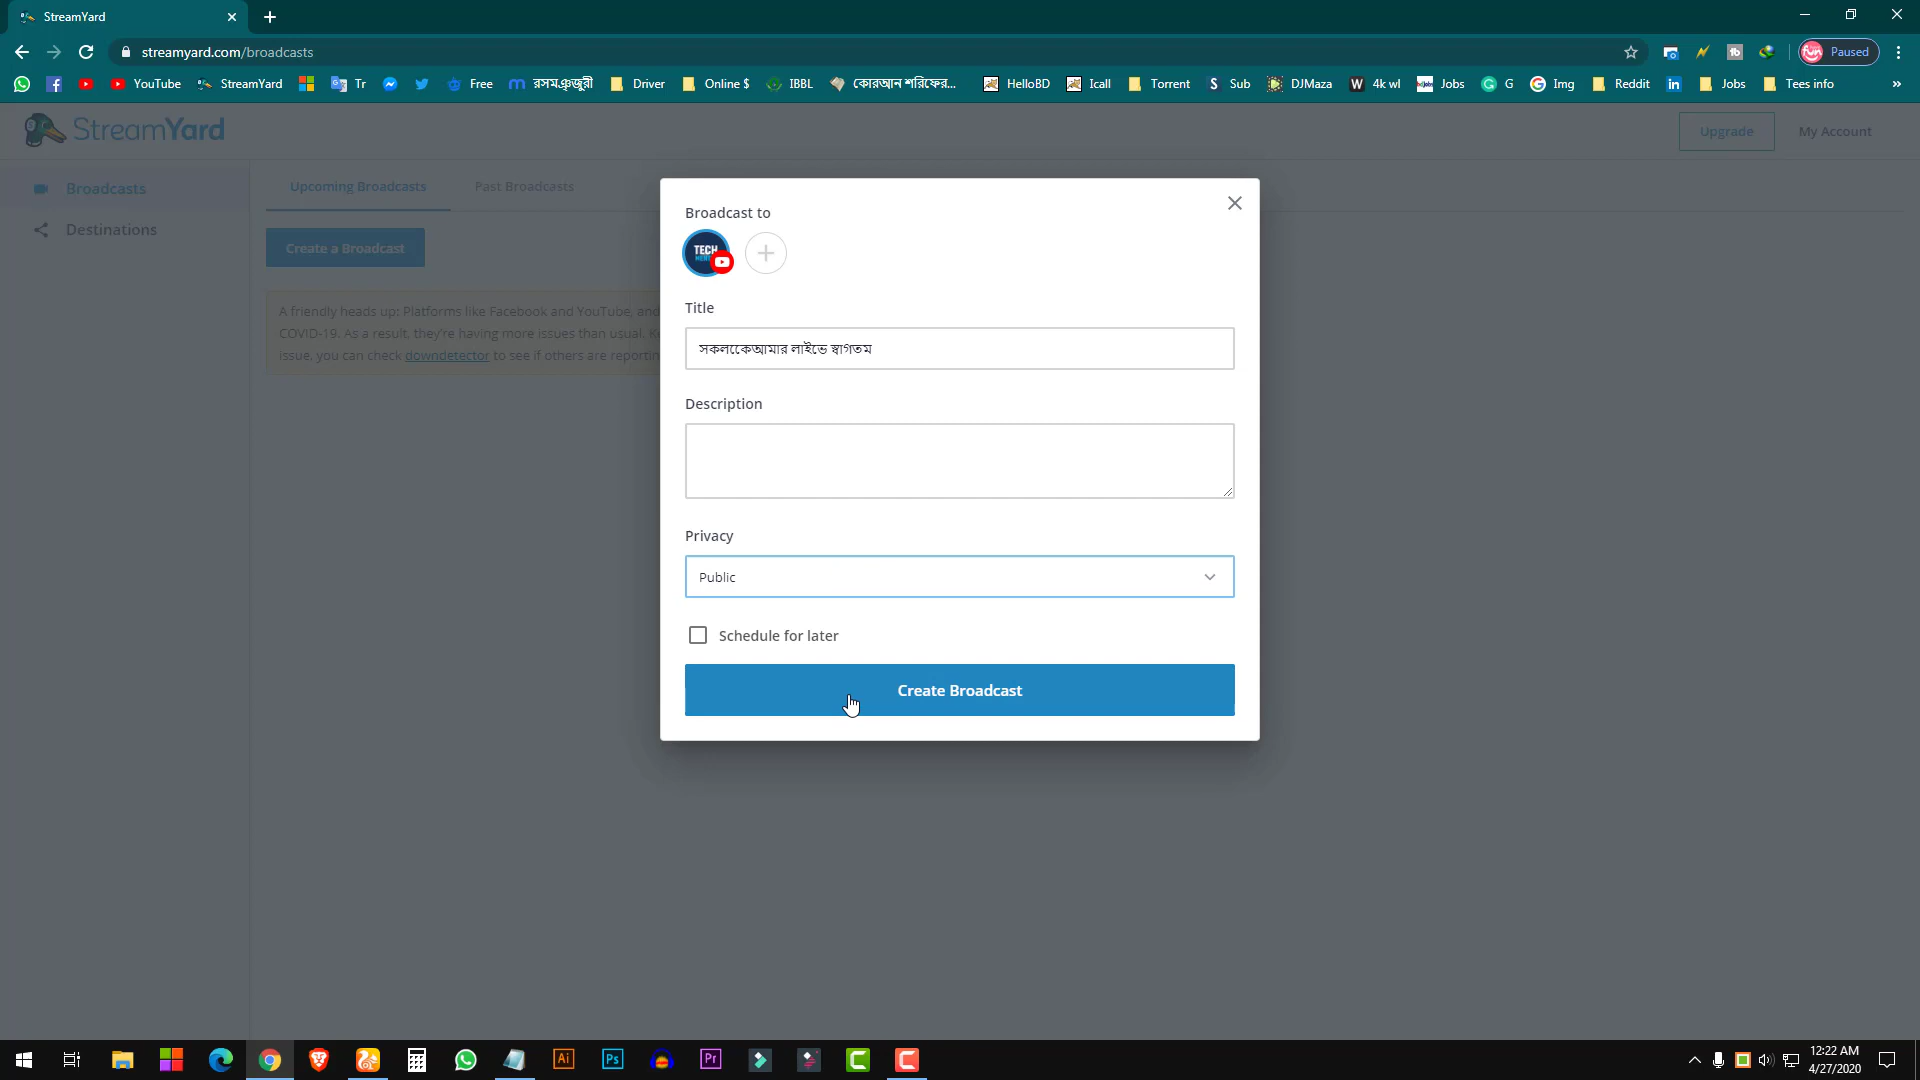 StreamYard
streamyard.com/broadcasts
Paused
YouTube StreamYard Tr Free রসমঞ্জুরী Driver Online $ IBBL কোরআন শরিফের... HelloBD Icall Torrent Sub DJMaza 4k wl Jobs G Img Reddit Jobs Tees info
StreamYard
Upgrade My Account
Broadcasts
Destinations
Upcoming Broadcasts Past Broadcasts
Create a Broadcast
A friendly heads up: Platforms like Facebook and YouTube, and
COVID-19. As a result, they're having more issues than usual.
issue, you can check downdetector to see if others are reporting
Broadcast to
TECH
Title
সকলকেেআমার লাইভে স্বাগতম
Description
Privacy
Public
Schedule for later
Create Broadcast
12:22 AM
4/27/2020